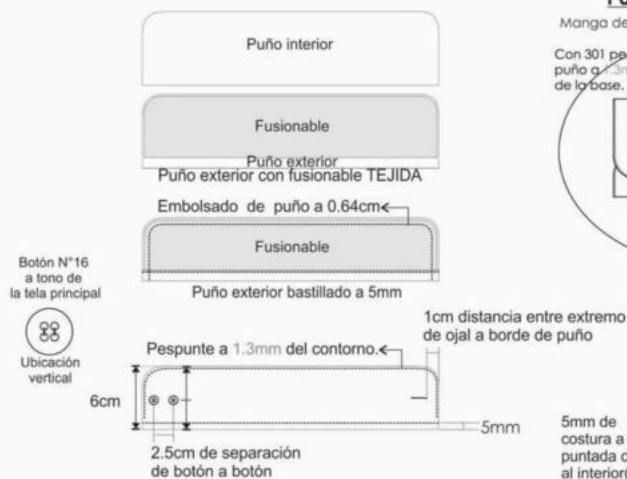 Puño interior
Fusionable
Puño exterior
Puño exterior con fusionable TEJIDA
Embolsado de puño a 0.64cm
Fusionable
Puño exterior bastillado a 5mm
Botón N°16
a tono de
la tela principal
Ubicación
vertical
1cm distancia entre extremo
de ojal a borde de puño
Pespunte a 1.3mm del contorno.
6cm
5mm
2.5cm de separación
de botón a botón
Manga de
Con 301
puño a
de la base.
5mm de
costura a
puntada
al interior